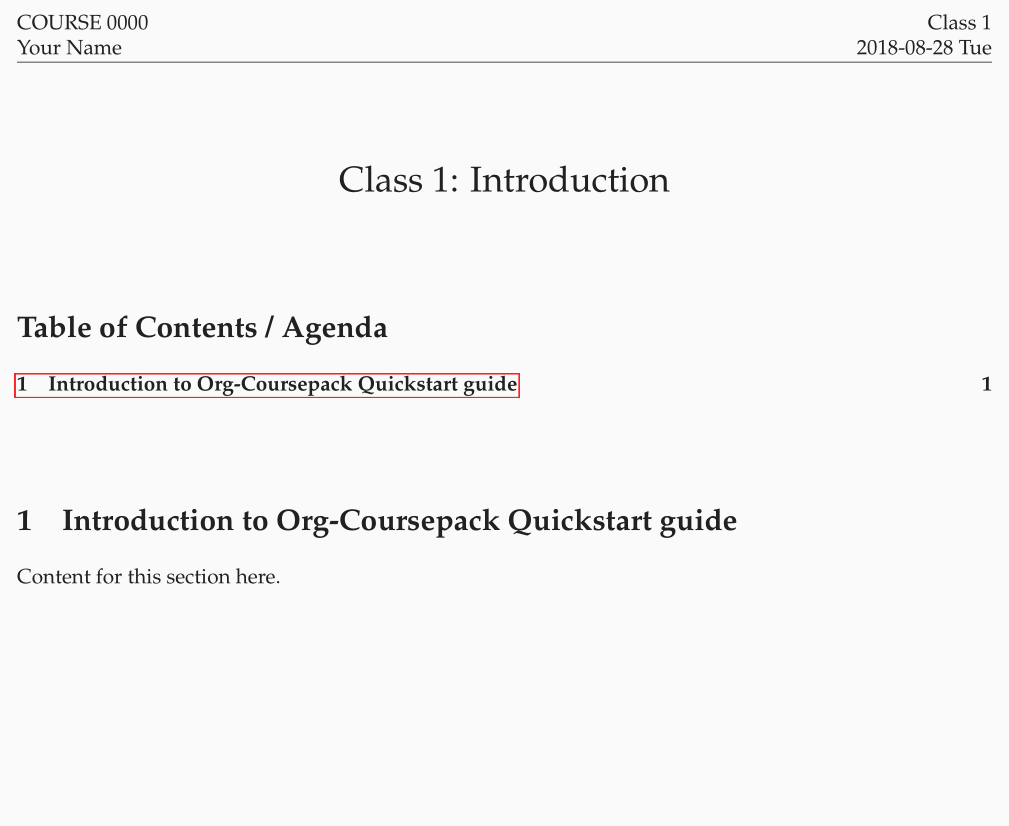 COURSE 0000 Class 1
Your Name 2018-08-28 Tue
Class 1: Introduction
Table of Contents / Agenda
1 Introduction to Org-Coursepack Quickstart guide 1
1 Introduction to Org-Coursepack Quickstart guide
Content for this section here.